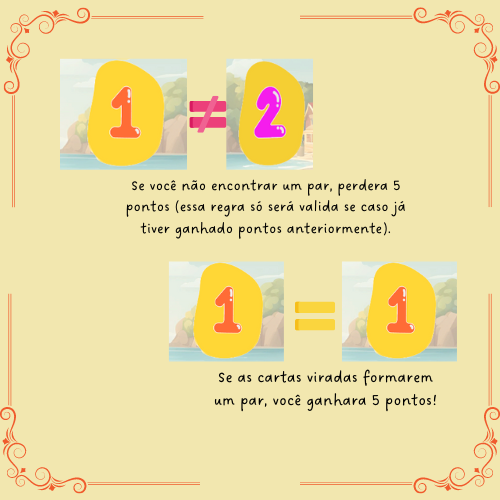 1 ≠ 2
Se você não encontrar um par, perdera 5
pontos (essa regra só será valida se caso já
tiver ganhado pontos anteriormente).
1 = 1
Se as cartas viradas formarem
um par, você ganhara 5 pontos!